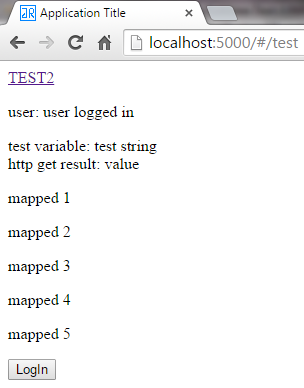 Application Title
localhost:5000/#/test
TEST2
user: user logged in
test variable: test string
http get result: value
mapped 1
mapped 2
mapped 3
mapped 4
mapped 5
LogIn